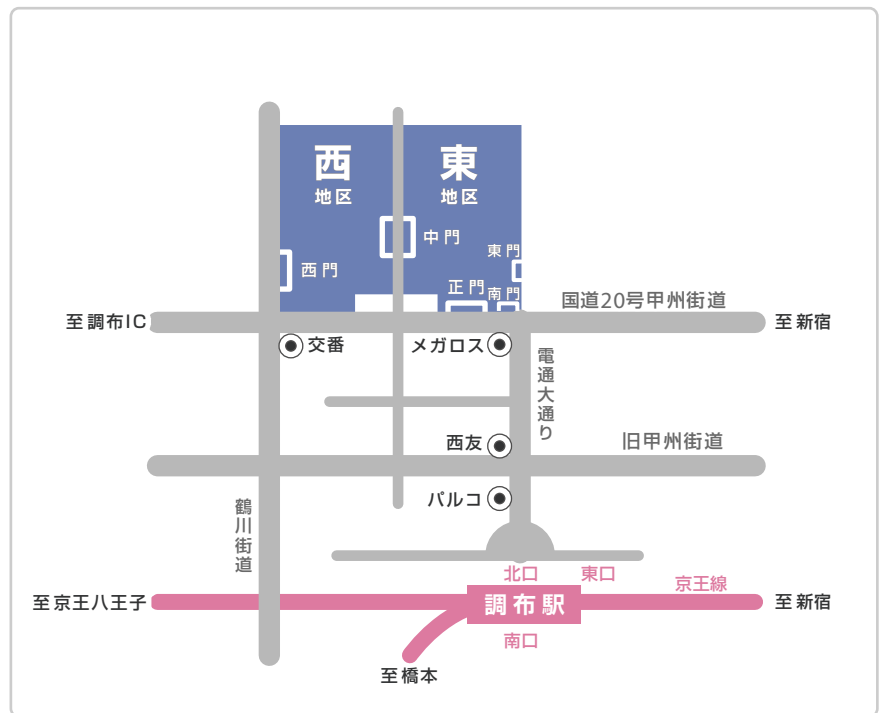 西
地区
東
地区
中門
東門
西門
正門
南門
国道20号甲州街道
至調布IC
至新宿
交番
メガロス
電通大通り
西友
旧甲州街道
パルコ
鶴川街道
北口
東口
京王線
至京王八王子
調布駅
至新宿
南口
至橋本